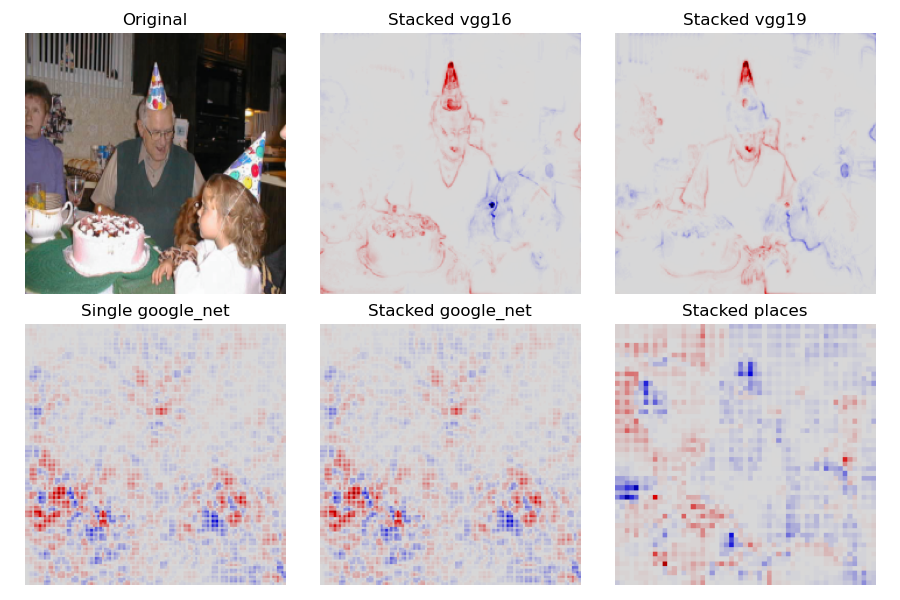 Original
Stacked vgg16
Stacked vgg19
Single google_net
Stacked google_net
Stacked places